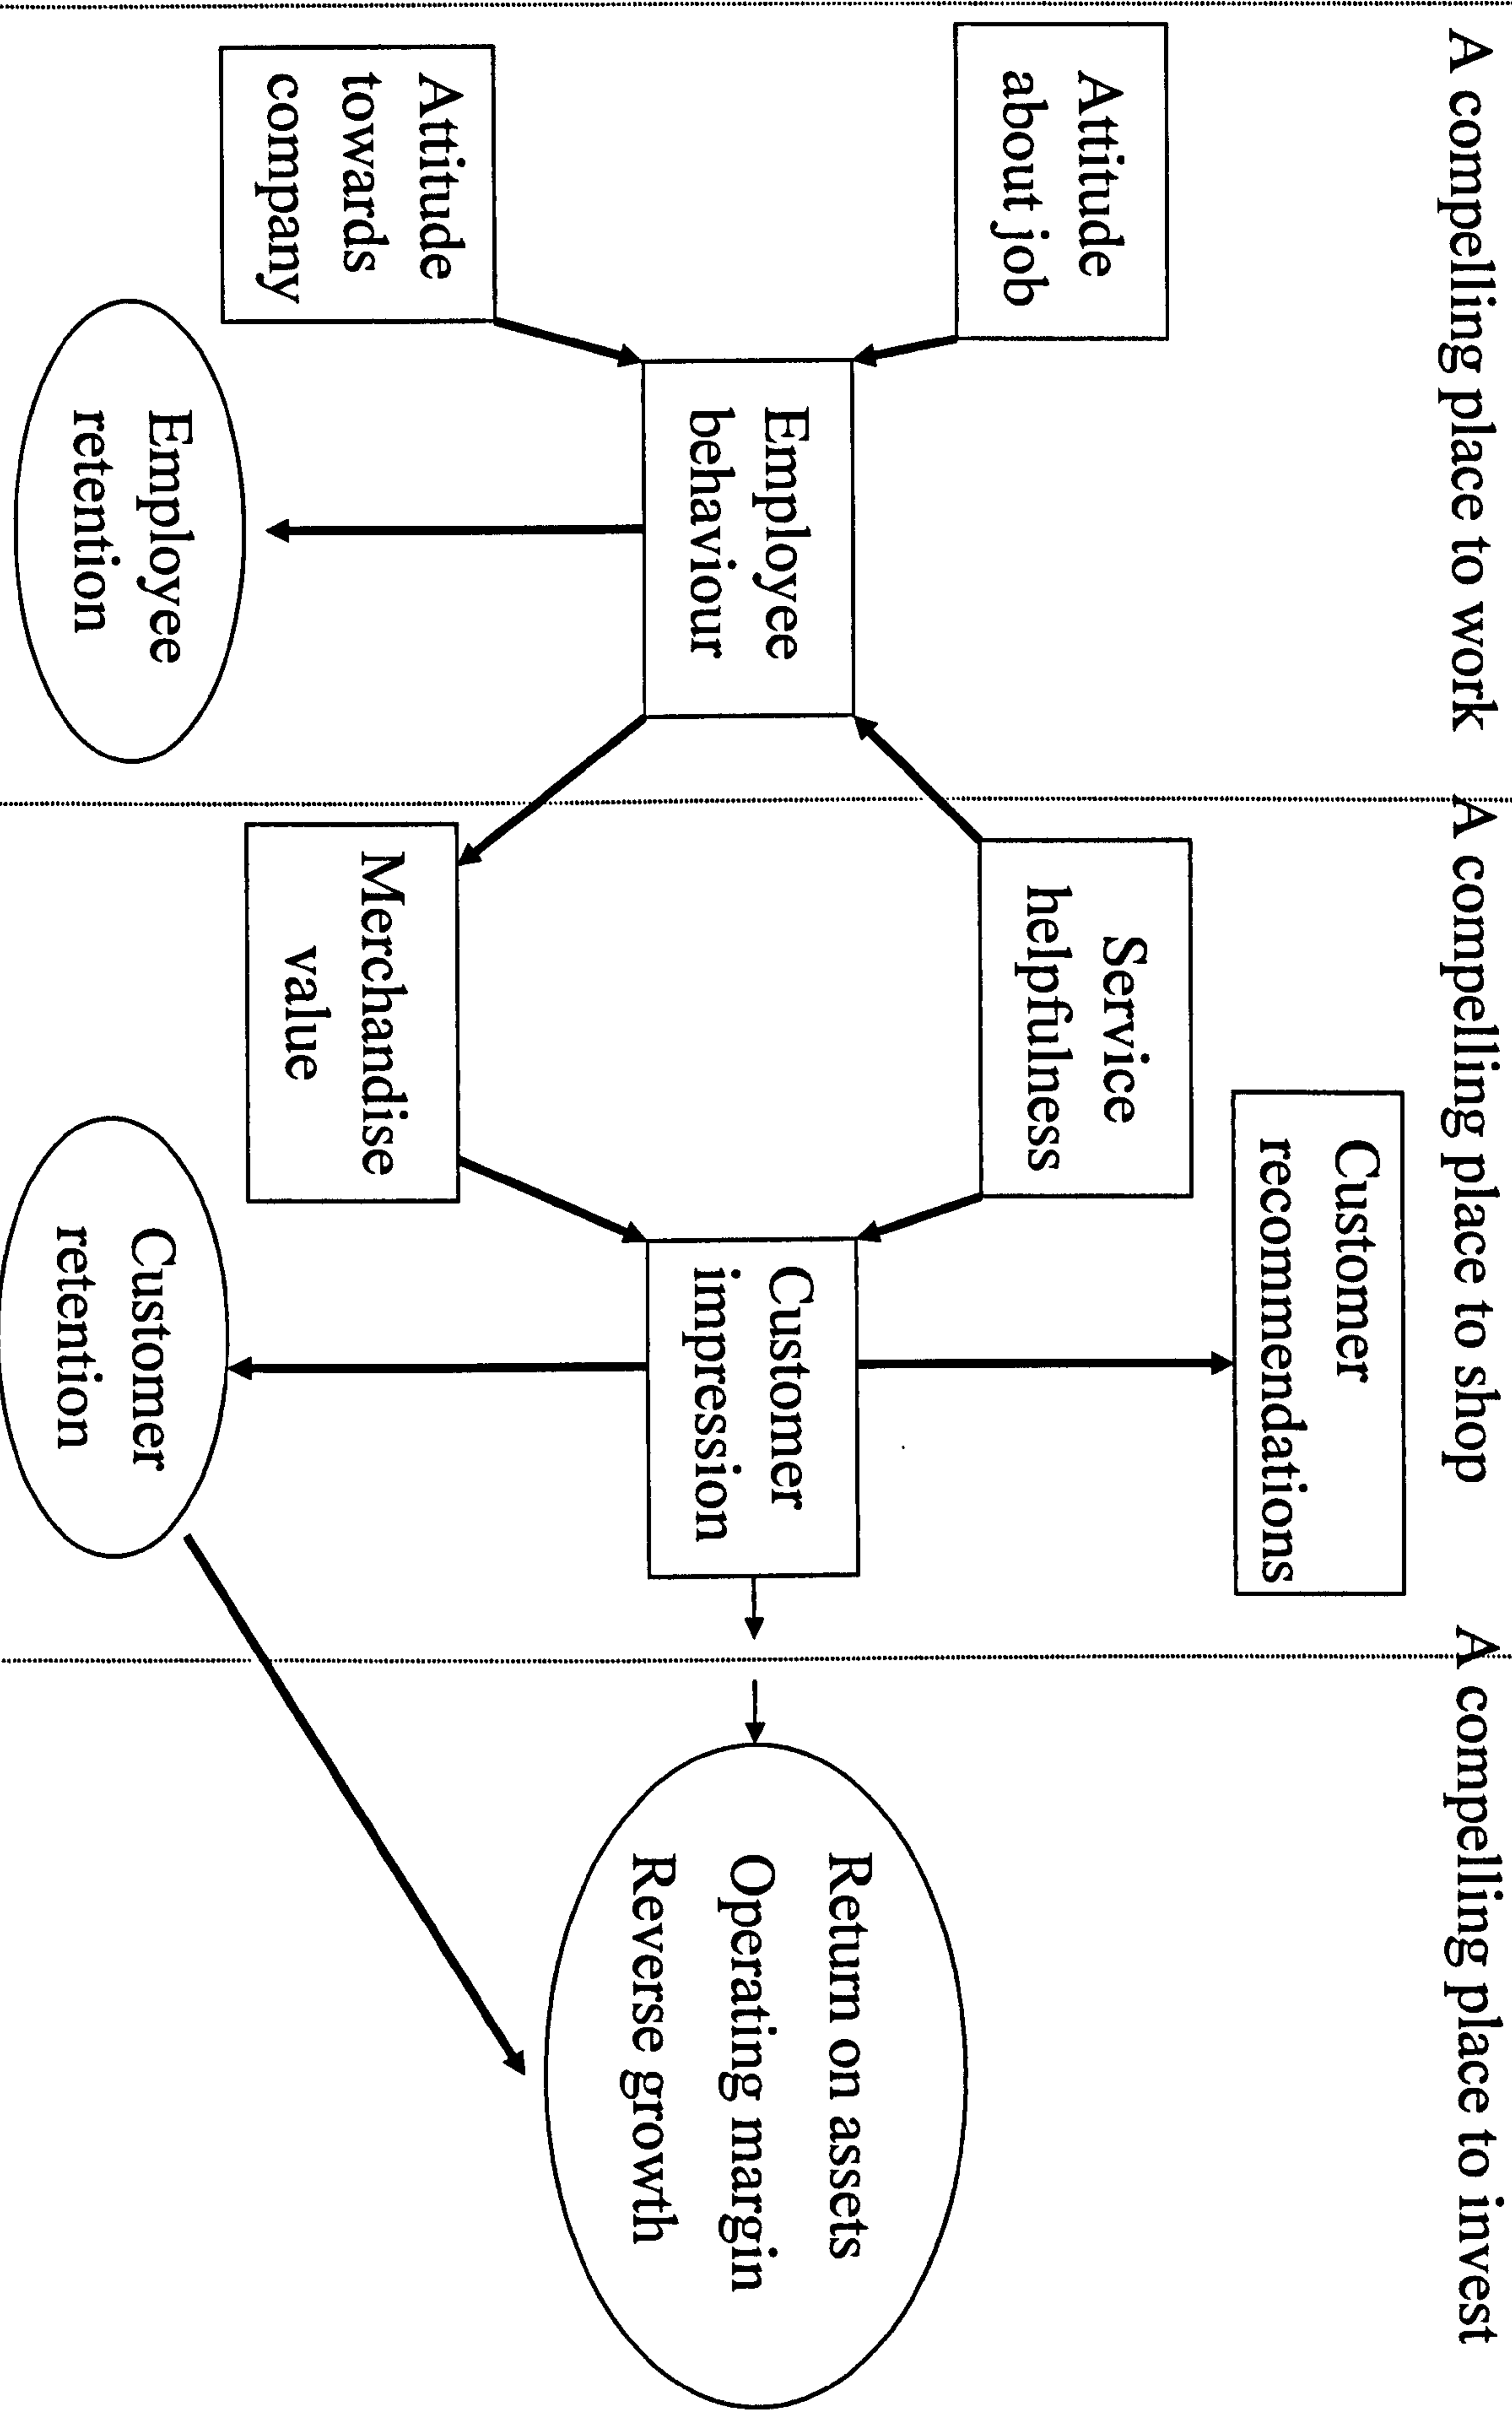 A compelling place to work
A compelling place to shop
A compelling place to invest
Attitude
about job
Attitude
towards
company
Employee
behaviour
Employee
retention
Service
helpfulness
Merchandise
value
Customer
recommendations
Customer
impression
Customer
retention
Return on assets
Operating margin
Reverse growth